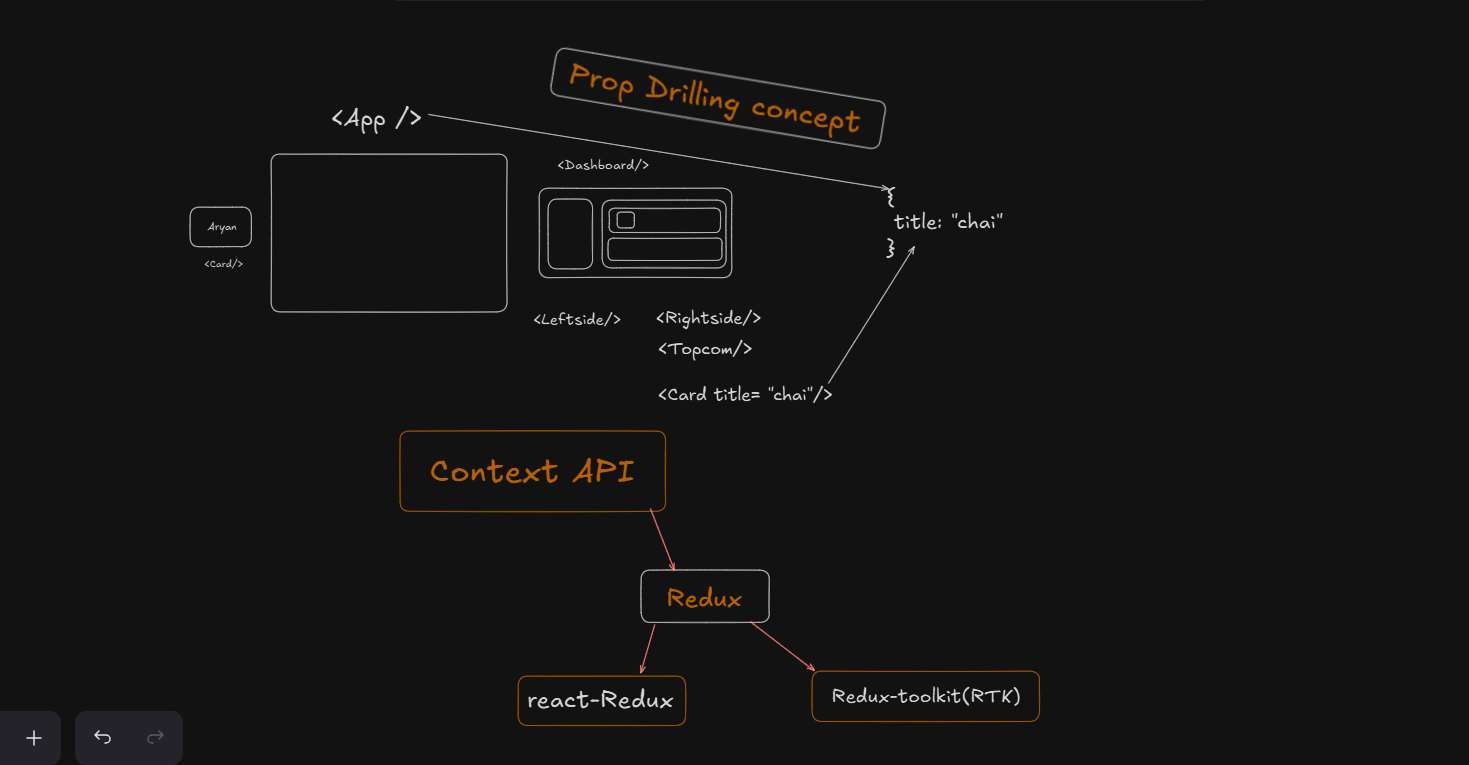 Prop Drilling concept
<App />
<Dashboard/>
{
title: "chai"
}
Aryan
<Card/>
<Leftside/>
<Rightside/>
<Topcom/>
<Card title= "chai"/>
Context API
Redux
react-Redux
Redux-toolkit(RTK)